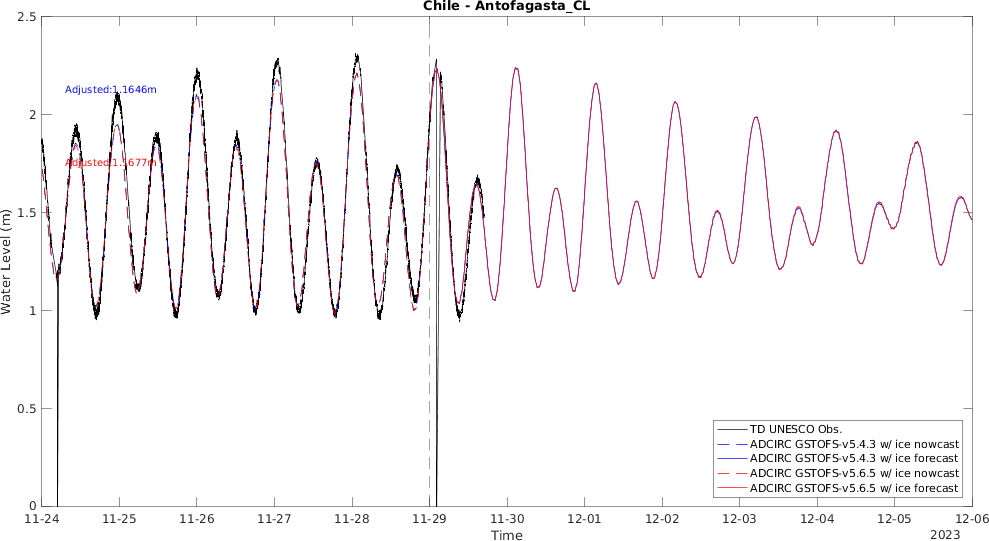 Chile - Antofagasta_CL
Water Level (m)
2.5
2
1.5
1
0.5
0
Adjusted:1.1646m
Adjusted:1.1677m
TD UNESCO Obs.
ADCIRC GSTOFS-v5.4.3 w/ ice nowcast
ADCIRC GSTOFS-v5.4.3 w/ ice forecast
ADCIRC GSTOFS-v5.6.5 w/ ice nowcast
ADCIRC GSTOFS-v5.6.5 w/ ice forecast
11-24 11-25 11-26 11-27 11-28 11-29 11-30 12-01 12-02 12-03 12-04 12-05 12-06
Time
2023